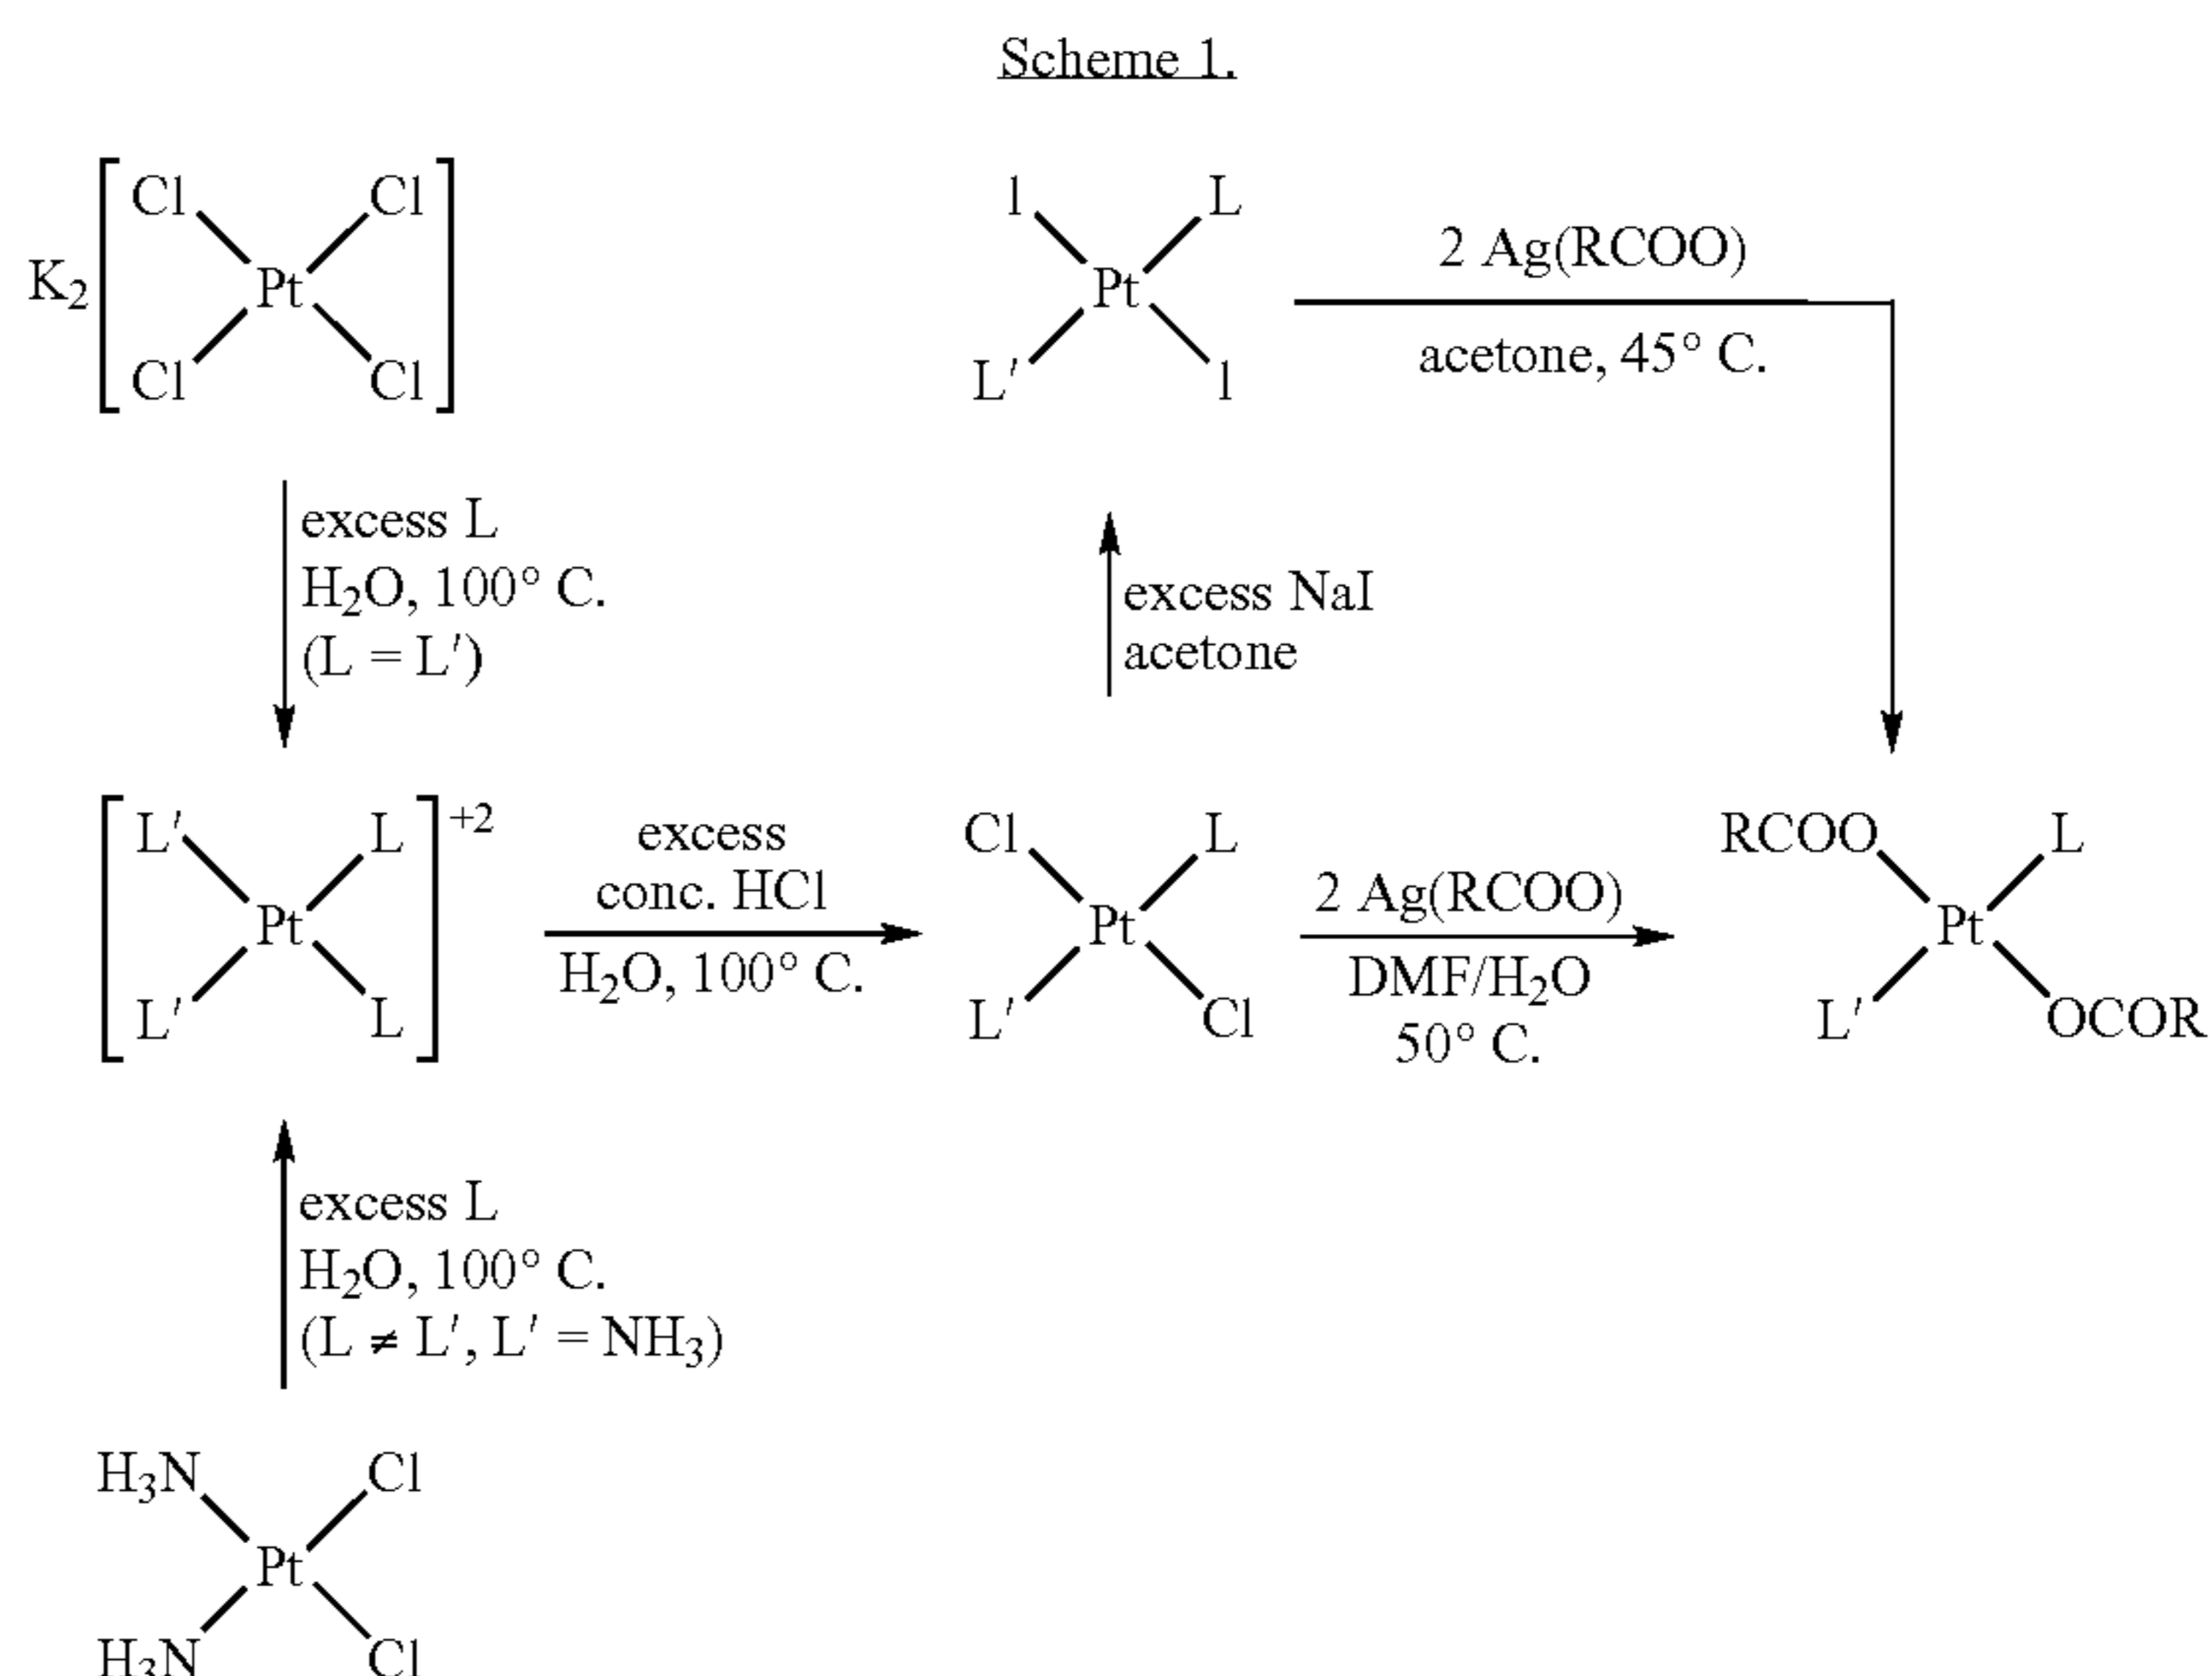 Scheme 1.
Cl Cl
K2 Pt
Cl Cl
l L
Pt
L' l
2 Ag(RCOO)
acetone, 45° C.
excess L
H2O, 100° C.
(L = L')
excess NaI
acetone
L' L +2
Pt
L' L
excess
conc. HCl
H2O, 100° C.
Cl L
Pt
L' Cl
2 Ag(RCOO)
DMF/H2O
50° C.
RCOO L
Pt
L' OCOR
excess L
H2O, 100° C.
(L ≠ L', L' = NH3)
H3N Cl
Pt
H3N Cl